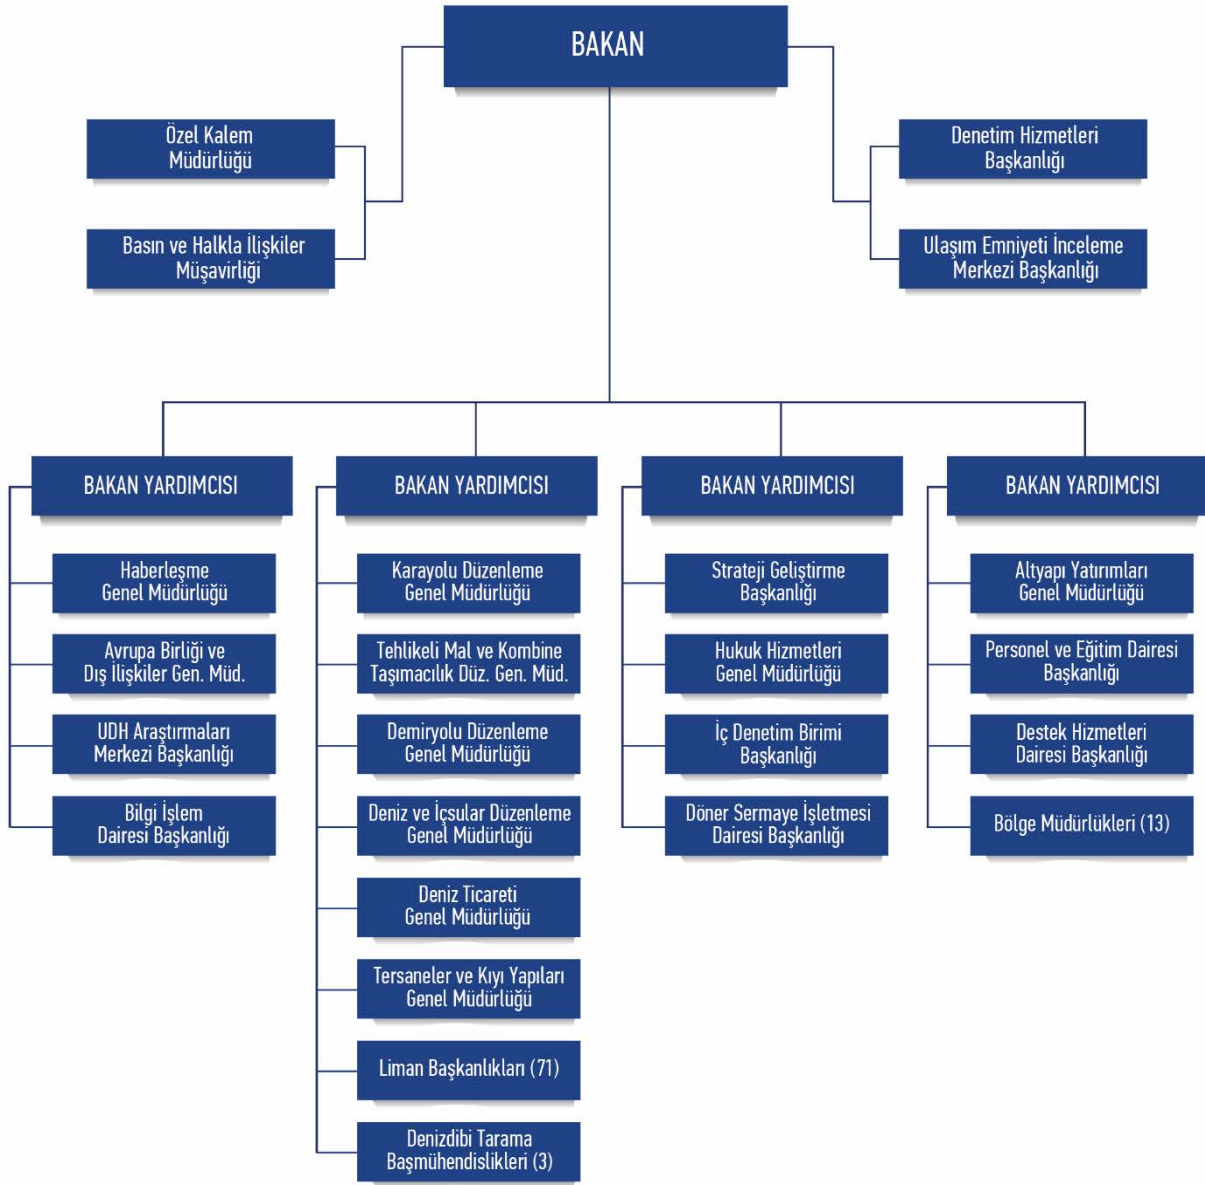 BAKAN
Özel Kalem
Müdürlüğü
Basın ve Halkla İlişkiler
Müşavirliği
Denetim Hizmetleri
Başkanlığı
Ulaşım Emniyeti İnceleme
Merkezi Başkanlığı
BAKAN YARDIMCISI
Haberleşme
Genel Müdürlüğü
Avrupa Birliği ve
Dış İlişkiler Gen. Müd.
UDH Araştırmaları
Merkezi Başkanlığı
Bilgi İşlem
Dairesi Başkanlığı
BAKAN YARDIMCISI
Karayolu Düzenleme
Genel Müdürlüğü
Tehlikeli Mal ve Kombine
Taşımacılık Düz. Gen. Müd.
Demiryolu Düzenleme
Genel Müdürlüğü
Deniz ve İçsular Düzenleme
Genel Müdürlüğü
Deniz Ticareti
Genel Müdürlüğü
Tersaneler ve Kıyı Yapıları
Genel Müdürlüğü
Liman Başkanlıkları (71)
Denizdibi Tarama
Başmühendislikleri (3)
BAKAN YARDIMCISI
Strateji Geliştirme
Başkanlığı
Hukuk Hizmetleri
Genel Müdürlüğü
İç Denetim Birimi
Başkanlığı
Döner Sermaye İşletmesi
Dairesi Başkanlığı
BAKAN YARDIMCISI
Altyapı Yatırımları
Genel Müdürlüğü
Personel ve Eğitim Dairesi
Başkanlığı
Destek Hizmetleri
Dairesi Başkanlığı
Bölge Müdürlükleri (13)